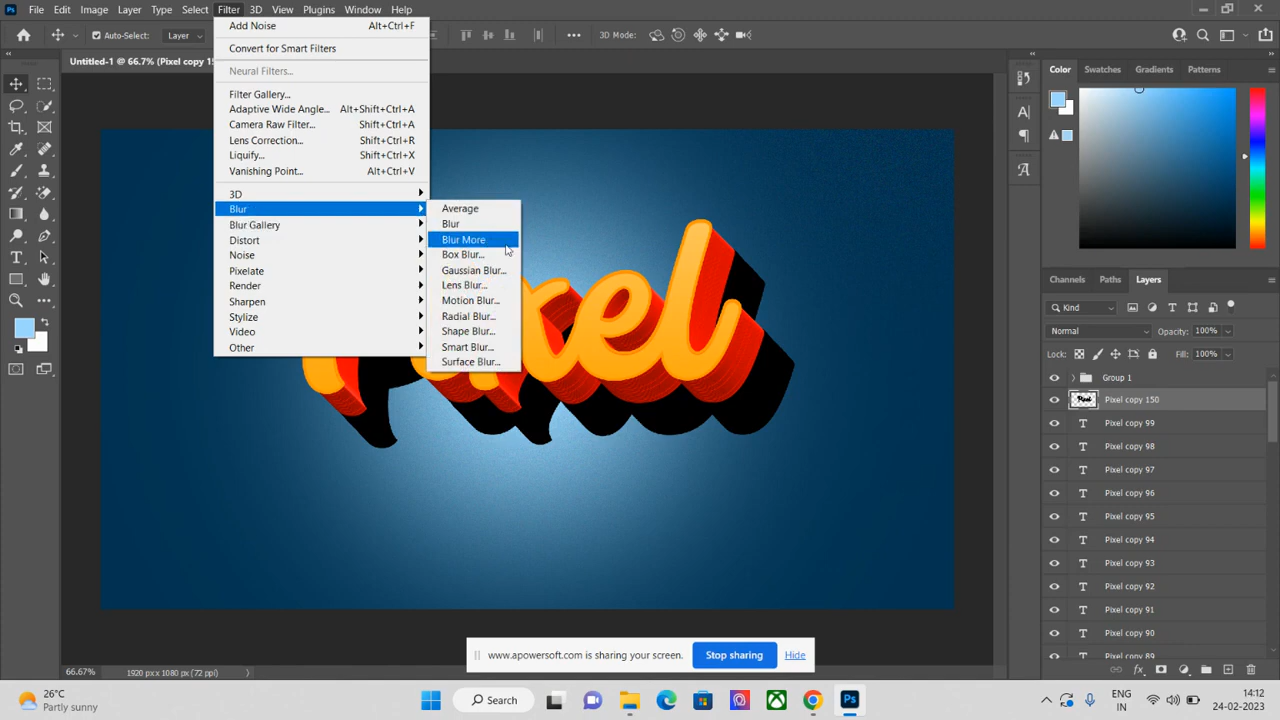 File Edit Image Layer Type Select Filter 3D View Plugins Window Help
Auto-Select: Layer
3D Mode:
Untitled-1 @ 66.7% (Pixel copy 15
Add Noise Alt+Ctrl+F
Convert for Smart Filters
Neural Filters...
Filter Gallery...
Adaptive Wide Angle... Alt+Shift+Ctrl+A
Camera Raw Filter... Shift+Ctrl+A
Lens Correction... Shift+Ctrl+R
Liquify... Shift+Ctrl+X
Vanishing Point... Alt+Ctrl+V
3D
Blur
Blur Gallery
Distort
Noise
Pixelate
Render
Sharpen
Stylize
Video
Other
Average
Blur
Blur More
Box Blur...
Gaussian Blur...
Lens Blur...
Motion Blur...
Radial Blur...
Shape Blur...
Smart Blur...
Surface Blur...
Color Swatches Gradients Patterns
Channels Paths Layers
Kind
Normal Opacity: 100%
Lock: Fill: 100%
Group 1
Pixel copy 150
Pixel copy 99
Pixel copy 98
Pixel copy 97
Pixel copy 96
Pixel copy 95
Pixel copy 94
Pixel copy 93
Pixel copy 92
Pixel copy 91
Pixel copy 90
Pixel copy 89
www.apowersoft.com is sharing your screen. Stop sharing Hide
66.67% 1920 px x 1080 px (72 ppi)
26°C
Partly sunny
Search
ENG
IN
14:12
24-02-2023